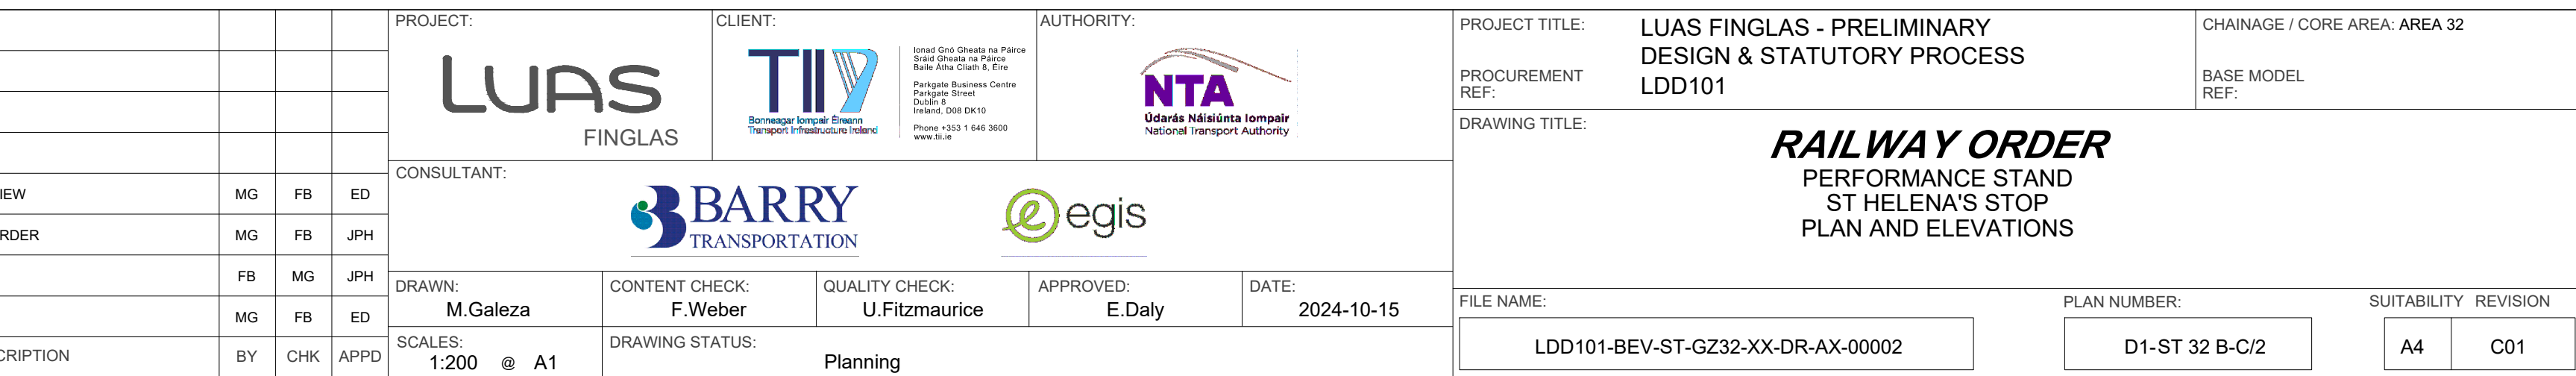 IEW MG FB ED
RDER MG FB JPH
FB MG JPH
MG FB ED
CRIPTION BY CHK APPD
PROJECT:
LUAS
FINGLAS
CLIENT:
TII
Bonneagar Iompair Éireann
Transport Infrastructure Ireland
Ionad Gnó Gheata na Páirce
Sráid Gheata na Páirce
Baile Átha Cliath 8, Éire
Parkgate Business Centre
Parkgate Street
Dublin 8
Ireland, D08 DK10
Phone +353 1 646 3600
www.tii.ie
AUTHORITY:
NTA
Údarás Náisiúnta Iompair
National Transport Authority
CONSULTANT:
BARRY
TRANSPORTATION
e egis
DRAWN:
M.Galeza
CONTENT CHECK:
F.Weber
QUALITY CHECK:
U.Fitzmaurice
APPROVED:
E.Daly
DATE:
2024-10-15
SCALES:
1:200 @ A1
DRAWING STATUS:
Planning
PROJECT TITLE: LUAS FINGLAS - PRELIMINARY
DESIGN & STATUTORY PROCESS
PROCUREMENT
REF:
LDD101
CHAINAGE / CORE AREA: AREA 32
BASE MODEL
REF:
DRAWING TITLE:
RAILWAY ORDER
PERFORMANCE STAND
ST HELENA'S STOP
PLAN AND ELEVATIONS
FILE NAME:
LDD101-BEV-ST-GZ32-XX-DR-AX-00002
PLAN NUMBER:
D1-ST 32 B-C/2
SUITABILITY REVISION
A4 C01